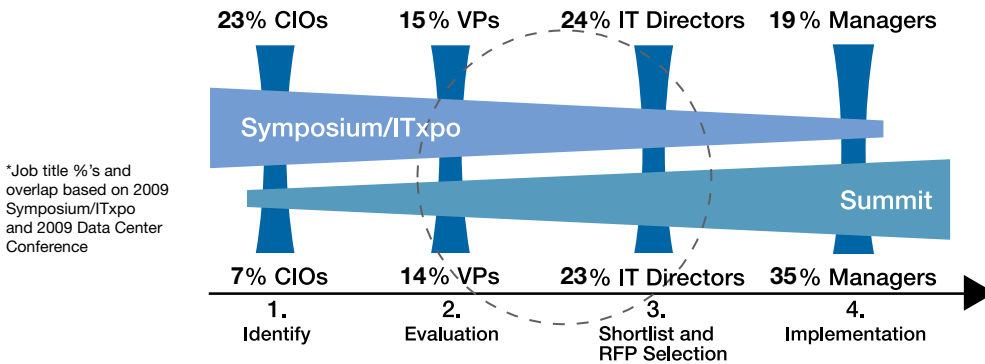 23% CIOs
15% VPs
24% IT Directors
19% Managers
Symposium/ITxpo
*Job title %'s and
overlap based on 2009
Symposium/ITxpo
and 2009 Data Center
Conference
Summit
7% CIOs
14% VPs
23% IT Directors
35% Managers
1.
Identify
2.
Evaluation
3.
Shortlist and
RFP Selection
4.
Implementation